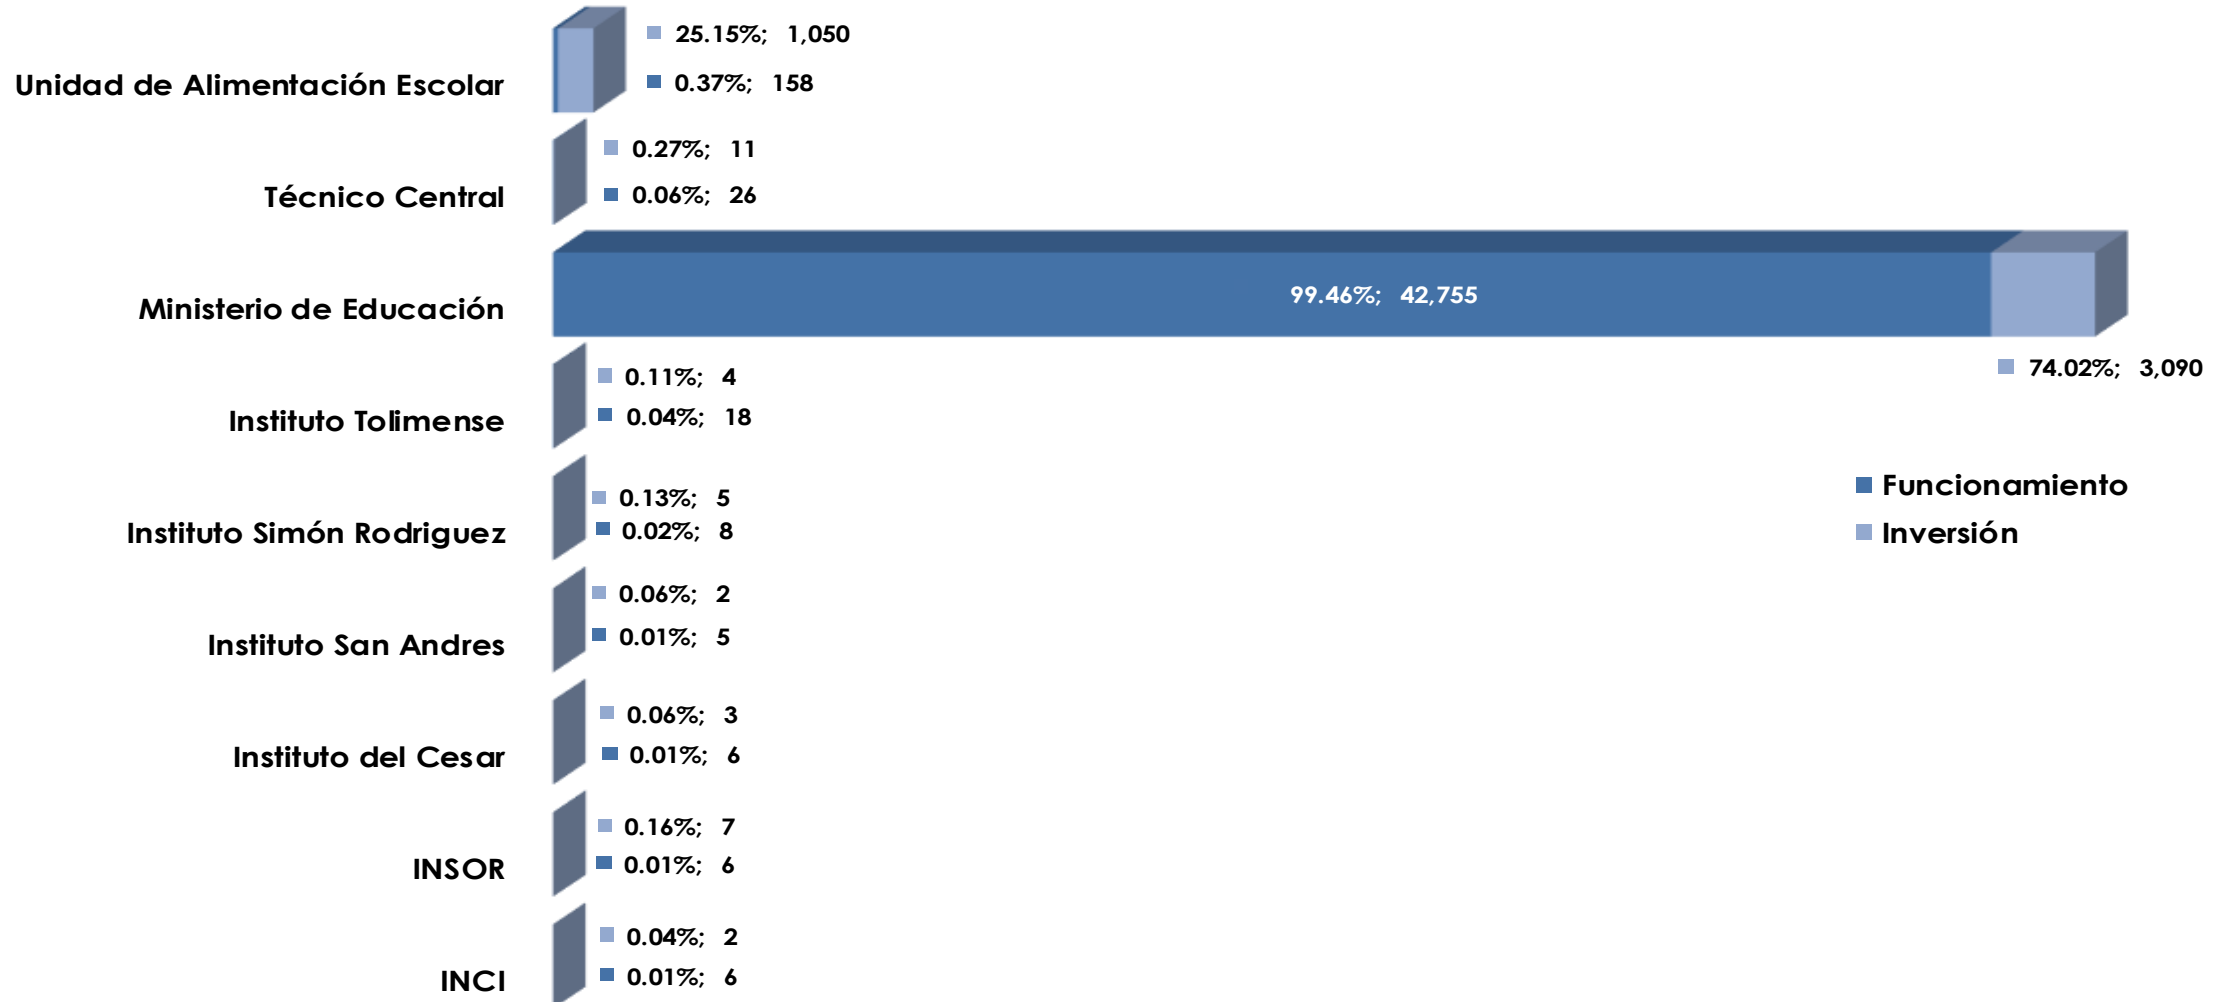 25.15%; 1,050
Unidad de Alimentación Escolar
0.37%; 158
0.27%; 11
Técnico Central
0.06%; 26
Ministerio de Educación
99.46%; 42,755
74.02%; 3,090
0.11%; 4
Instituto Tolimense
0.04%; 18
Funcionamiento
Inversión
0.13%; 5
Instituto Simón Rodriguez
0.02%; 8
0.06%; 2
Instituto San Andres
0.01%; 5
0.06%; 3
Instituto del Cesar
0.01%; 6
0.16%; 7
INSOR
0.01%; 6
0.04%; 2
INCI
0.01%; 6